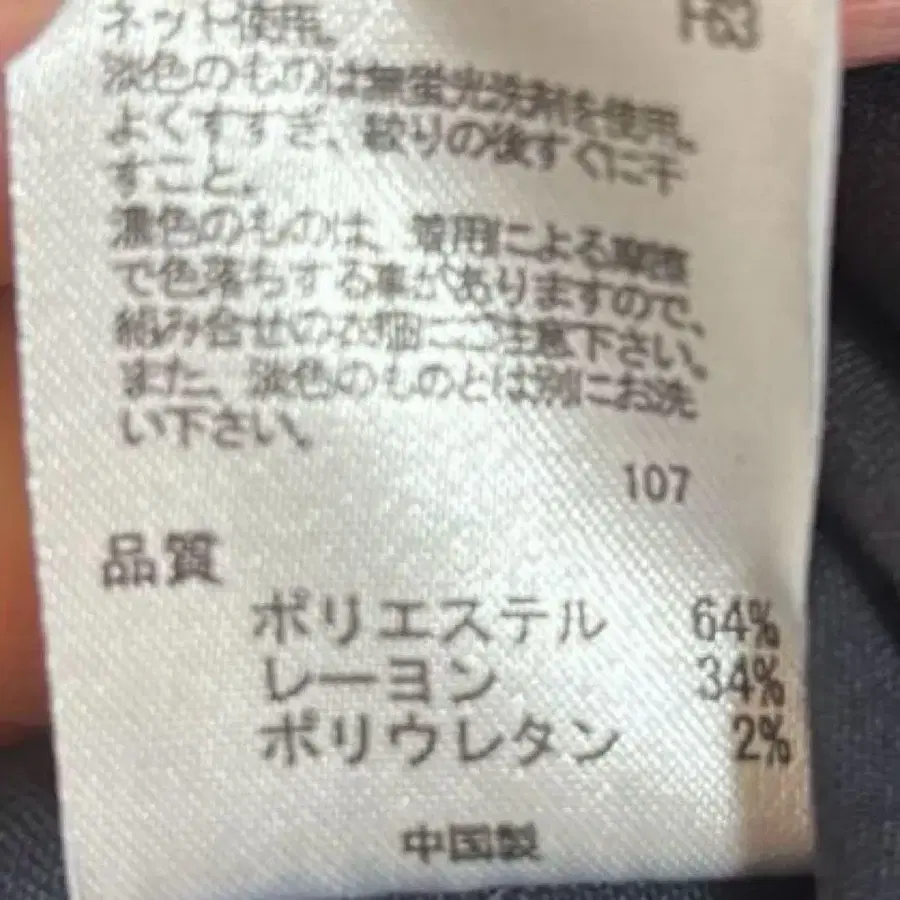 ネット使用。
F63
淡色のものは無蛍光洗剤を使用。
よくすすぎ、絞りの後すぐに干
すこと。
濃色のものは、着用による摩擦
で色落ちする事がありますので、
組み合せの衣個にご注意下さい。
また、淡色のものとは別にお洗
い下さい。
107
品質
ポリエステル 64%
レーヨン 34%
ポリウレタン 2%
中国製